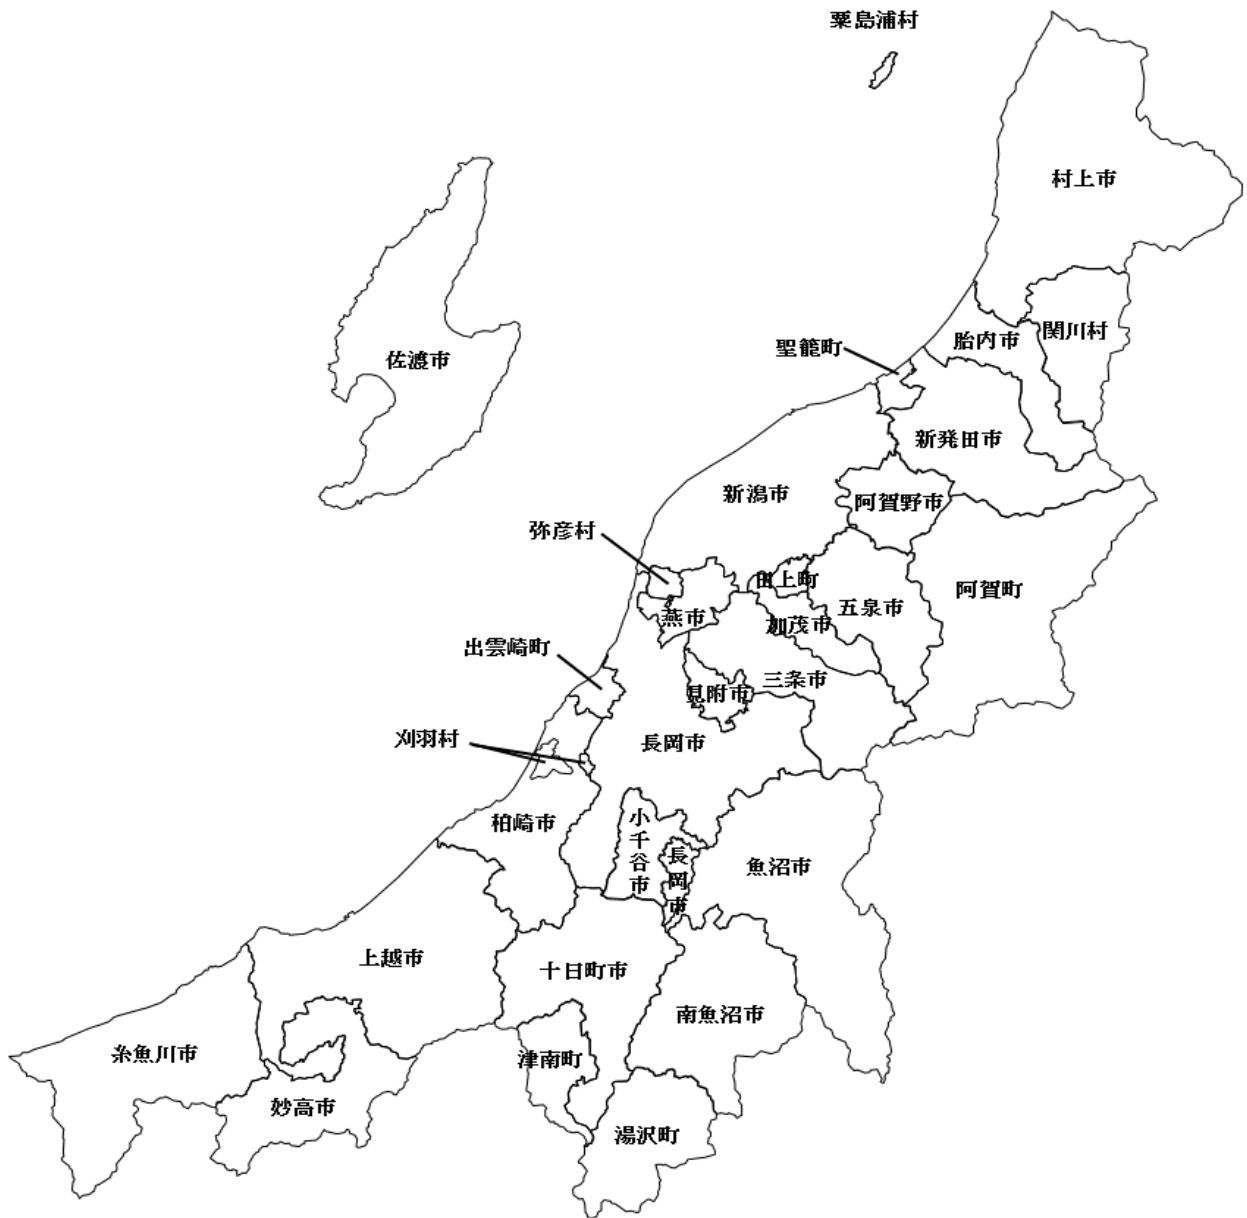 粟島浦村
村上市
関川村
胎内市
聖籠町
佐渡市
新発田市
新潟市
阿賀野市
弥彦村
田上町
阿賀町
五泉市
燕市
加茂市
出雲崎町
三条市
見附市
刈羽村
長岡市
柏崎市
小千谷市
長岡市
魚沼市
上越市
十日町市
南魚沼市
糸魚川市
津南町
妙高市
湯沢町